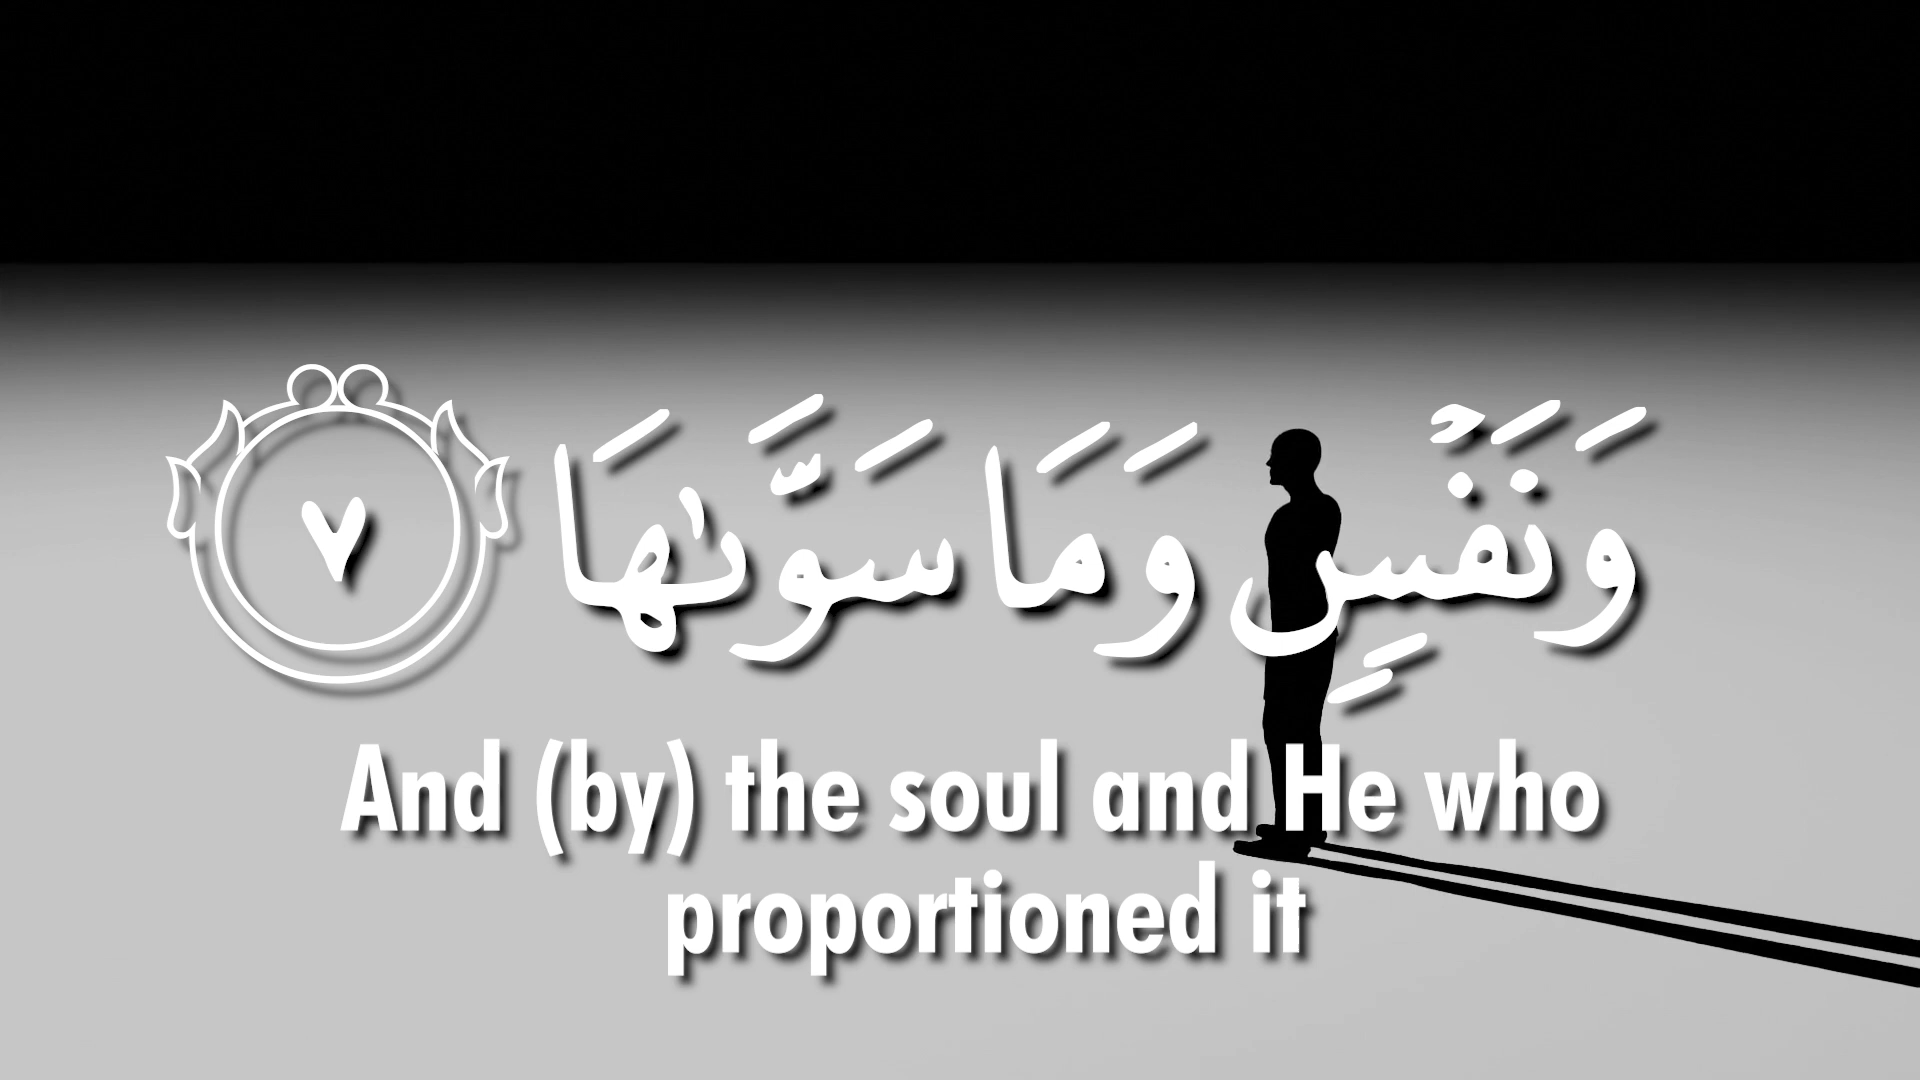 وَنَفْسٍ وَمَا سَوَّىٰهَا ٧
And (by) the soul and He who
proportioned it